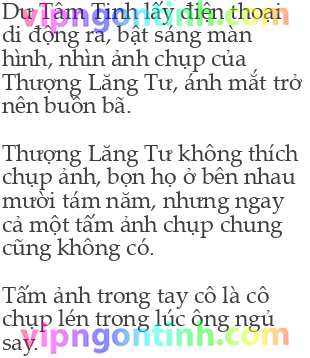 Dư Tâm Tinh lấy điện thoại
di động ra, bật sáng màn
hình, nhìn ảnh chụp của
Thượng Lăng Tư, ánh mắt trở
nên buồn bã.
Thượng Lăng Tư không thích
chụp ảnh, bọn họ ở bên nhau
mười tám năm, nhưng ngay
cả một tấm ảnh chụp chung
cũng không có.
Tấm ảnh trong tay cô là cô
chụp lén trong lúc ông ngủ
say.
vipngontinh.com
vipngontinh.com